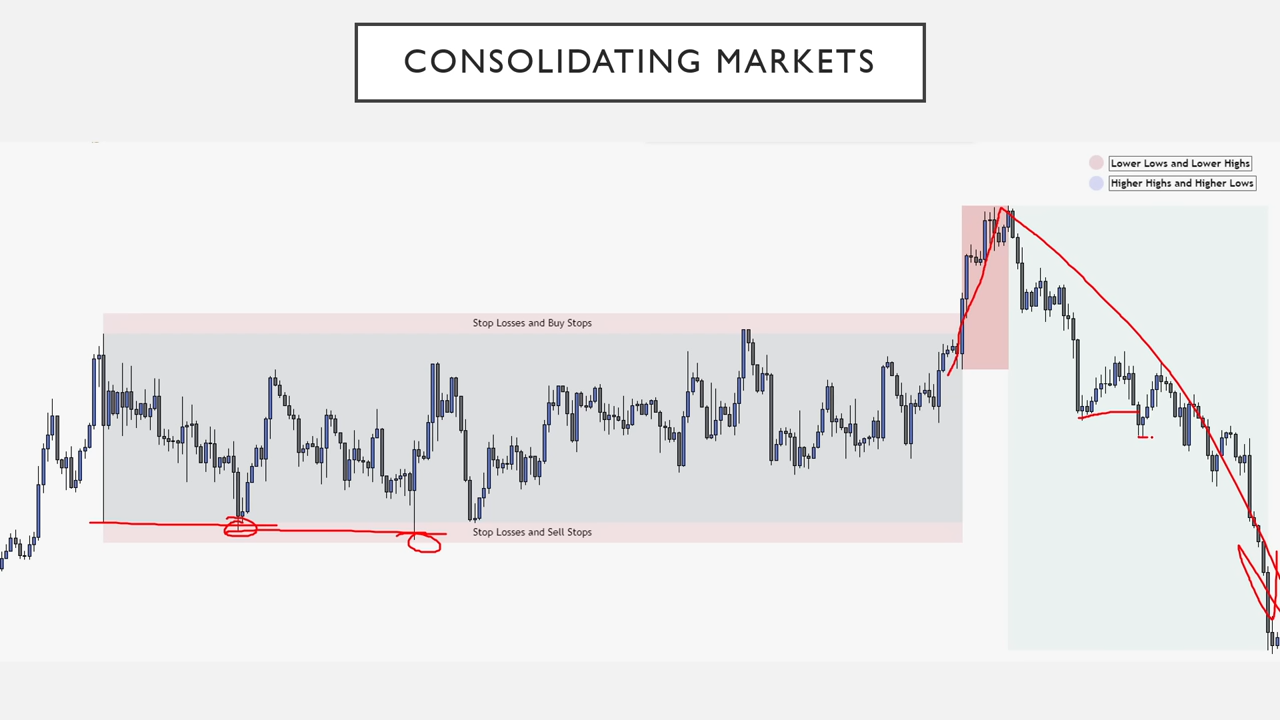 CONSOLIDATING MARKETS
Lower Lows and Lower Highs
Higher Highs and Higher Lows
Stop Losses and Buy Stops
Stop Losses and Sell Stops